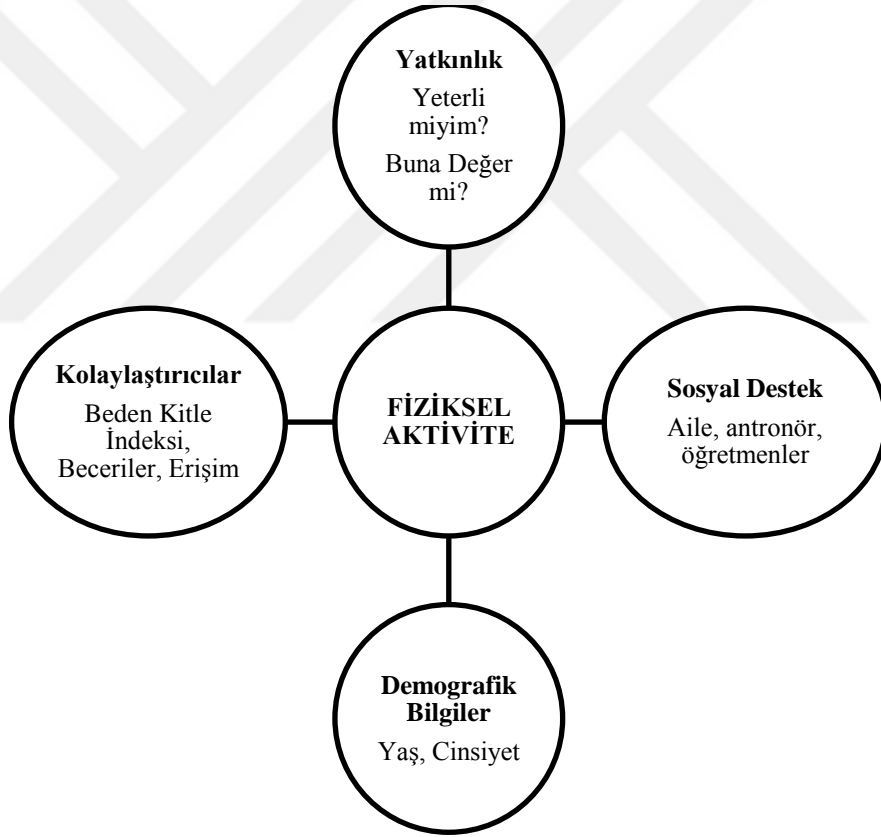 Yatkınlık
Yeterli
miyim?
Buna Değer
mi?
Kolaylaştırıcılar
Beden Kitle
İndeksi,
Beceriler, Erişim
FİZİKSEL
AKTİVİTE
Sosyal Destek
Aile, antronör,
öğretmenler
Demografik
Bilgiler
Yaş, Cinsiyet